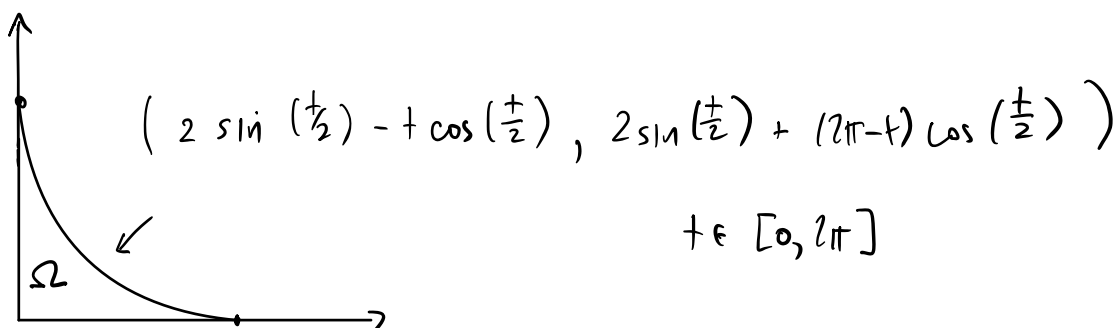 ( 2 sin (t/2) - t cos (t/2) , 2 sin (t/2) + (2π-t) cos (t/2) )
t ∈ [0, 2π]
Ω